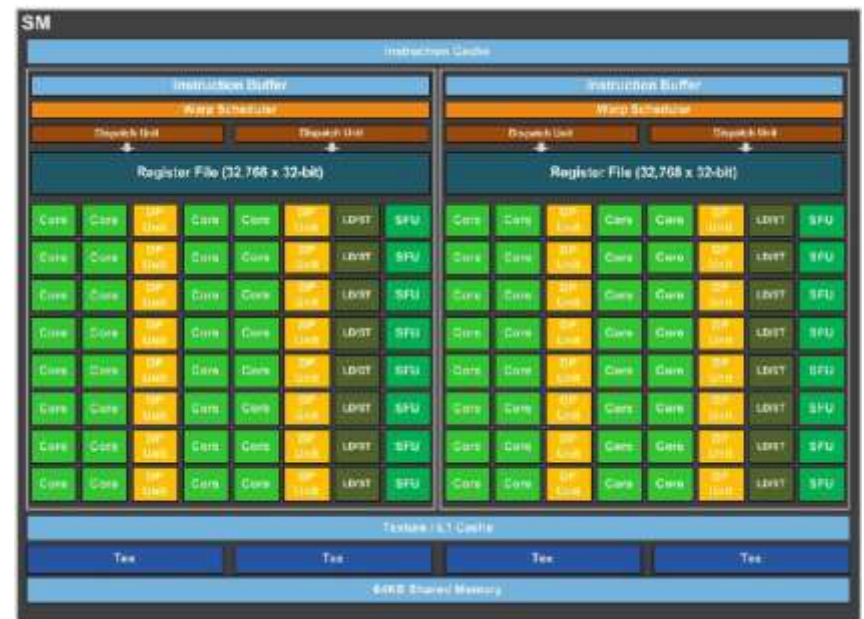 SM
Instruction Cache
Instruction Buffer Instruction Buffer
Warp Scheduler Warp Scheduler
Dispatch Unit Dispatch Unit Dispatch Unit Dispatch Unit
Register File (32,768 x 32-bit) Register File (32,768 x 32-bit)
Core Core DP Unit Core Core DP Unit LD/ST SFU Core Core DP Unit Core Core DP Unit LD/ST SFU
Core Core DP Unit Core Core DP Unit LD/ST SFU Core Core DP Unit Core Core DP Unit LD/ST SFU
Core Core DP Unit Core Core DP Unit LD/ST SFU Core Core DP Unit Core Core DP Unit LD/ST SFU
Core Core DP Unit Core Core DP Unit LD/ST SFU Core Core DP Unit Core Core DP Unit LD/ST SFU
Core Core DP Unit Core Core DP Unit LD/ST SFU Core Core DP Unit Core Core DP Unit LD/ST SFU
Core Core DP Unit Core Core DP Unit LD/ST SFU Core Core DP Unit Core Core DP Unit LD/ST SFU
Core Core DP Unit Core Core DP Unit LD/ST SFU Core Core DP Unit Core Core DP Unit LD/ST SFU
Core Core DP Unit Core Core DP Unit LD/ST SFU Core Core DP Unit Core Core DP Unit LD/ST SFU
Texture / L1 Cache
Tex Tex Tex Tex
64KB Shared Memory